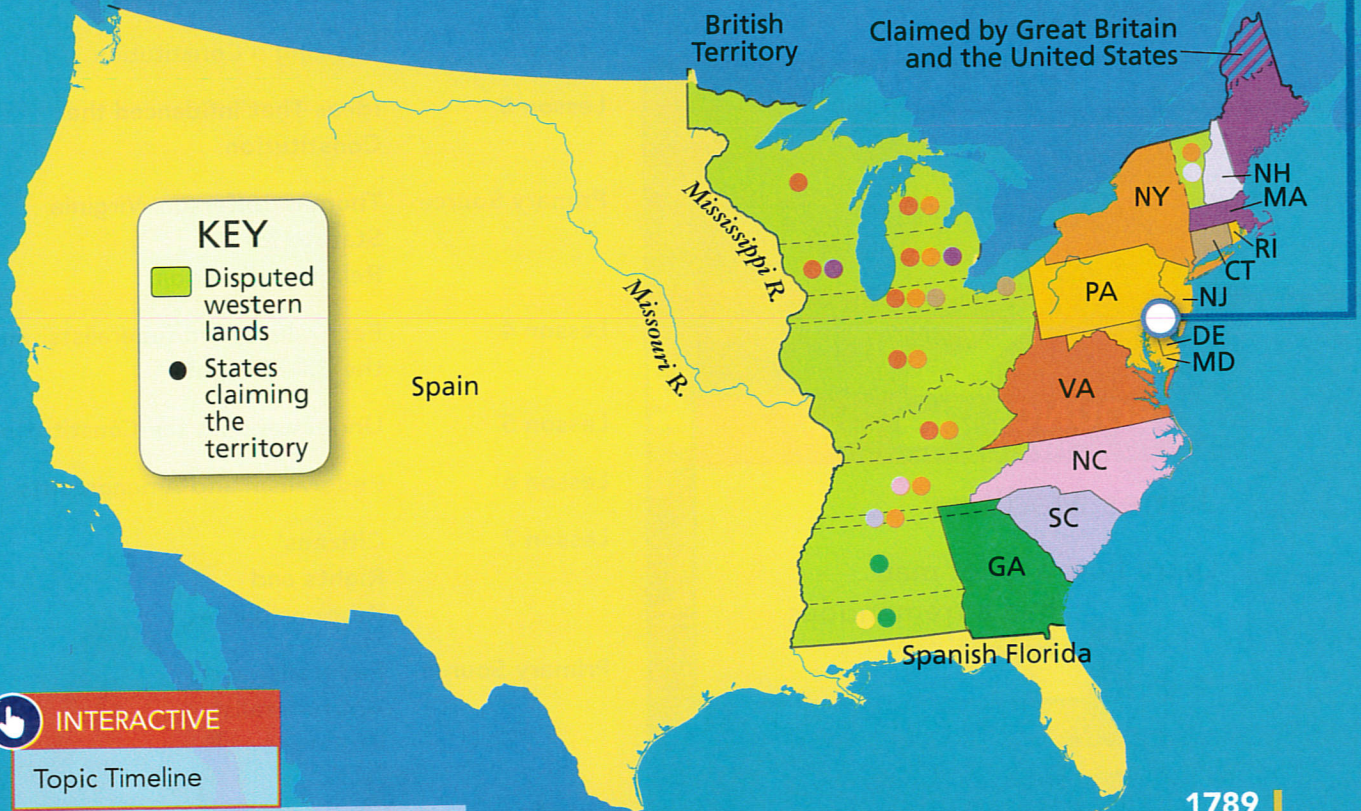 British
Territory
Claimed by Great Britain
and the United States
KEY
Disputed
western
lands
States
claiming
the
territory
Spain
Missouri R.
Mississippi R.
NY
NH
MA
RI
CT
PA
NJ
DE
MD
VA
NC
SC
GA
Spanish Florida
INTERACTIVE
Topic Timeline
1789